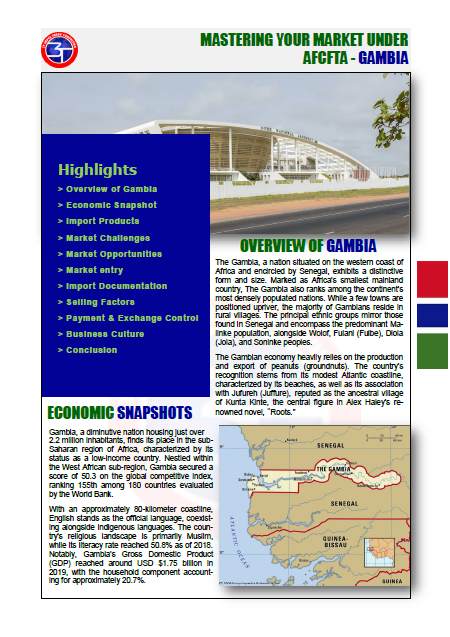 MASTERING YOUR MARKET UNDER
AFCFTA - GAMBIA
Highlights
> Overview of Gambia
> Economic Snapshot
> Import Products
> Market Challenges
> Market Opportunities
> Market entry
> Import Documentation
> Selling Factors
> Payment & Exchange Control
> Business Culture
> Conclusion
OVERVIEW OF GAMBIA
The Gambia, a nation situated on the western coast of
Africa and encircled by Senegal, exhibits a distinctive
form and size. Marked as Africa's smallest mainland
country, The Gambia also ranks among the continent's
most densely populated nations. While a few towns are
positioned upriver, the majority of Gambians reside in
rural villages. The principal ethnic groups mirror those
found in Senegal and encompass the predominant Ma-
linke population, alongside Wolof, Fulani (Fulbe), Diola
(Jola), and Soninke peoples.
The Gambian economy heavily relies on the production
and export of peanuts (groundnuts). The country's
recognition stems from its modest Atlantic coastline,
characterized by its beaches, as well as its association
with Jufureh (Juffure), reputed as the ancestral village
of Kunta Kinte, the central figure in Alex Haley's re-
nowned novel, "Roots."
ECONOMIC SNAPSHOTS
Gambia, a diminutive nation housing just over
2.2 million inhabitants, finds its place in the sub-
Saharan region of Africa, characterized by its
status as a low-income country. Nestled within
the West African sub-region, Gambia secured a
score of 50.3 on the global competitive index,
ranking 155th among 180 countries evaluated
by the World Bank.
With an approximately 80-kilometer coastline,
English stands as the official language, coexist-
ing alongside indigenous languages. The coun-
try's religious landscape is primarily Muslim,
while its literacy rate reached 50.8% as of 2018.
Notably, Gambia's Gross Domestic Product
(GDP) reached around USD $1.75 billion in
2019, with the household component account-
ing for approximately 20.7%.
SENEGAL
THE GAMBIA
SENEGAL
ATLANTIC OCEAN
GUINEA-
BISSAU
GUINEA